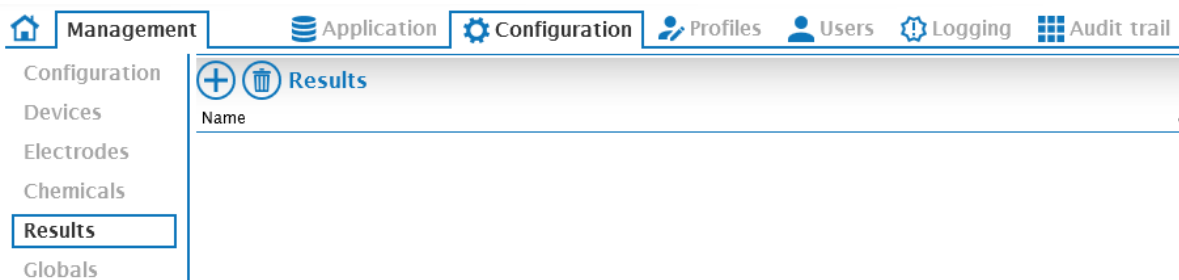 Management Application Configuration Profiles Users Logging Audit trail
Configuration
Devices
Electrodes
Chemicals
Results
Globals
Results
Name